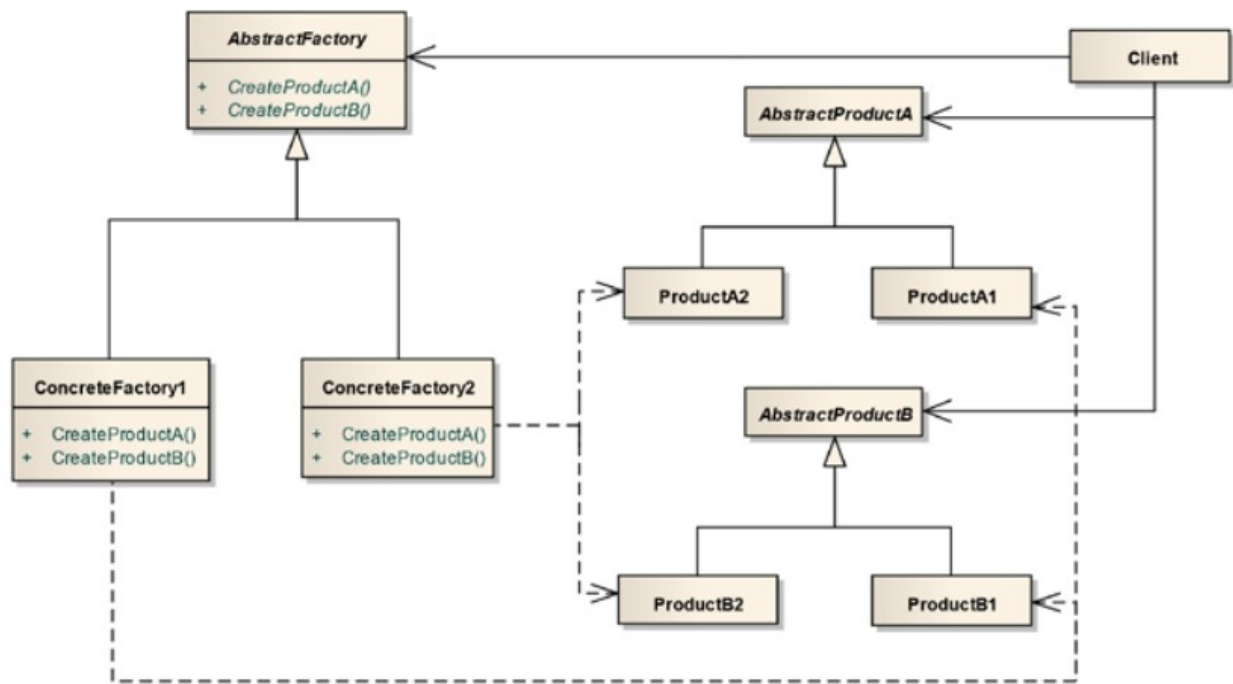 AbstractFactory
+ CreateProductA()
+ CreateProductB()
Client
AbstractProductA
ProductA2
ProductA1
ConcreteFactory1
+ CreateProductA()
+ CreateProductB()
ConcreteFactory2
+ CreateProductA()
+ CreateProductB()
AbstractProductB
ProductB2
ProductB1